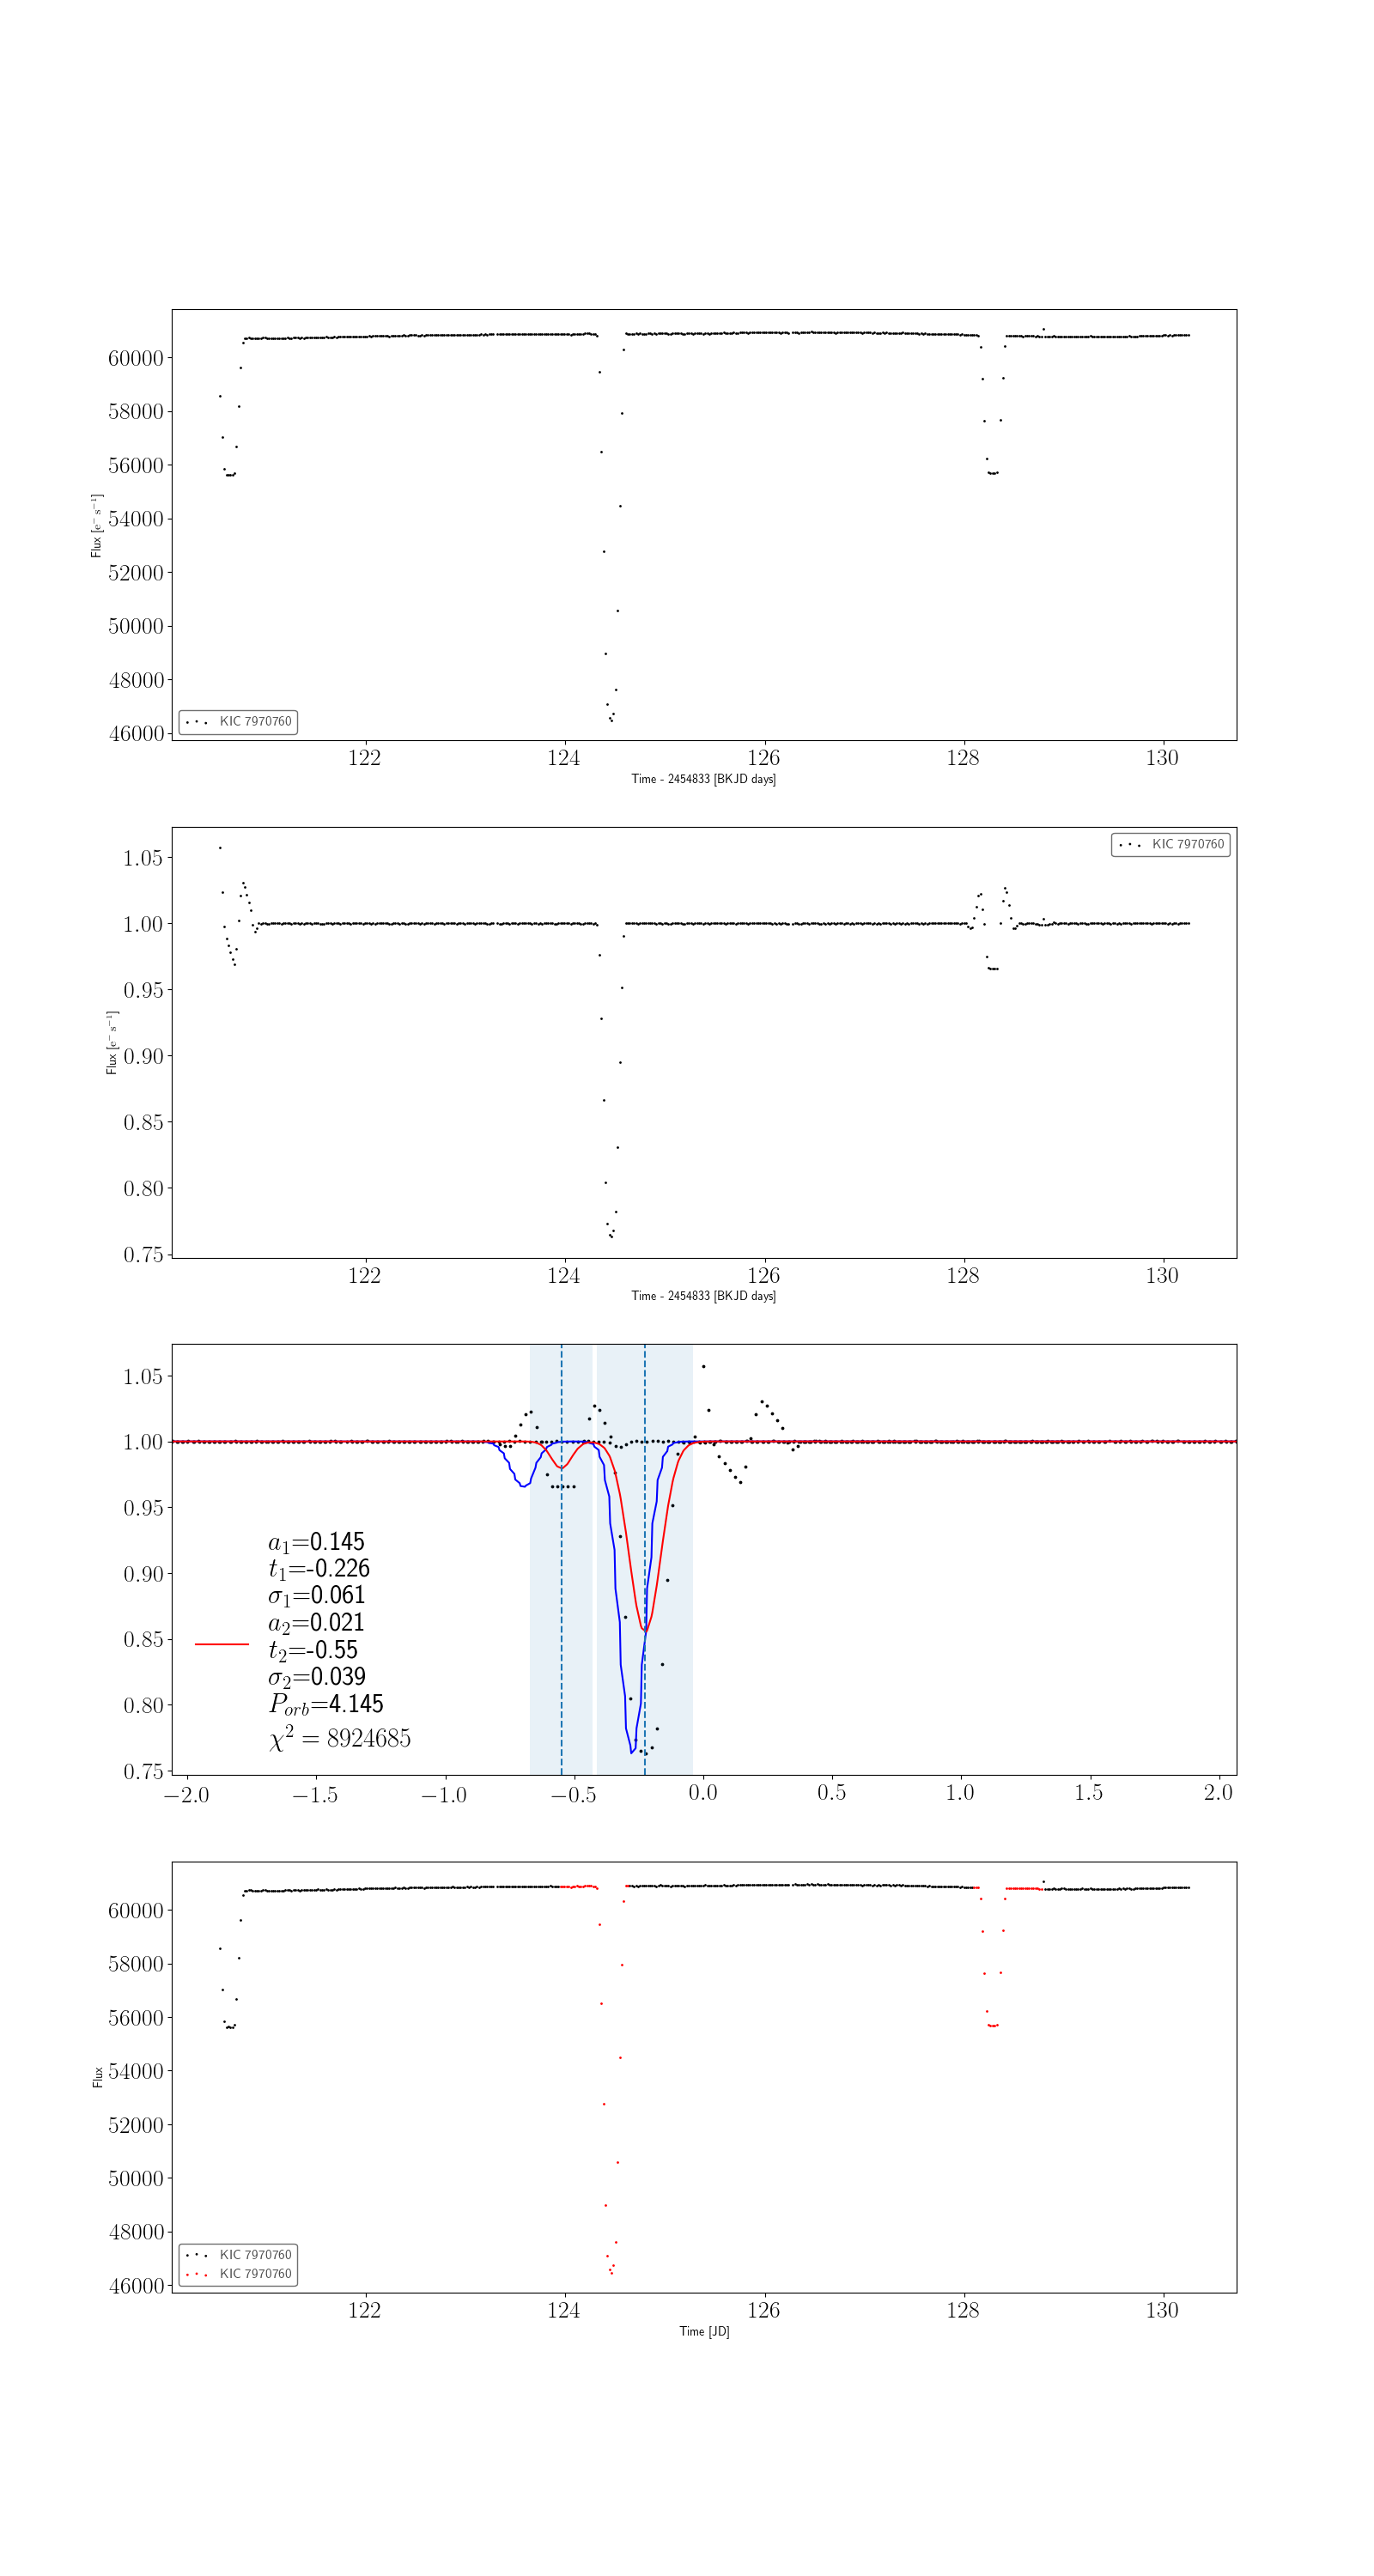 60000
58000
56000
54000
52000
50000
48000
46000
Flux [e⁻ s⁻¹]
KIC 7970760
122 124 126 128 130
Time - 2454833 [BKJD days]
KIC 7970760
1.05
1.00
0.95
0.90
0.85
0.80
0.75
Flux [e⁻ s⁻¹]
122 124 126 128 130
Time - 2454833 [BKJD days]
1.05
1.00
0.95
0.90
0.85
0.80
0.75
a₁=0.145
t₁=-0.226
σ₁=0.061
a₂=0.021
t₂=-0.55
σ₂=0.039
P_orb=4.145
χ² = 8924685
−2.0 −1.5 −1.0 −0.5 0.0 0.5 1.0 1.5 2.0
60000
58000
56000
54000
52000
50000
48000
46000
Flux
KIC 7970760
KIC 7970760
122 124 126 128 130
Time [JD]